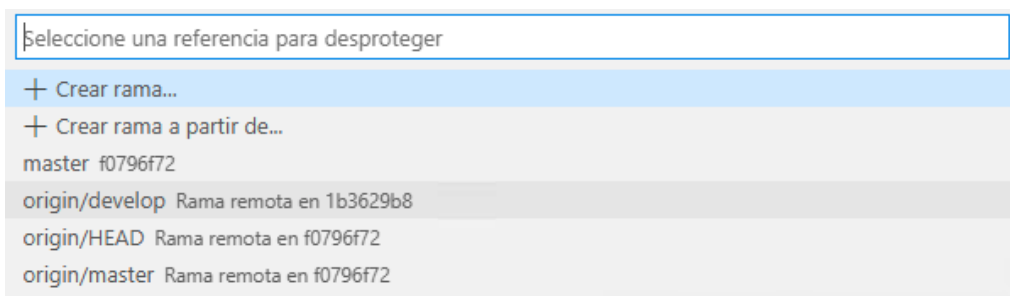 Seleccione una referencia para desproteger
+ Crear rama...
+ Crear rama a partir de...
master f0796f72
origin/develop Rama remota en 1b3629b8
origin/HEAD Rama remota en f0796f72
origin/master Rama remota en f0796f72